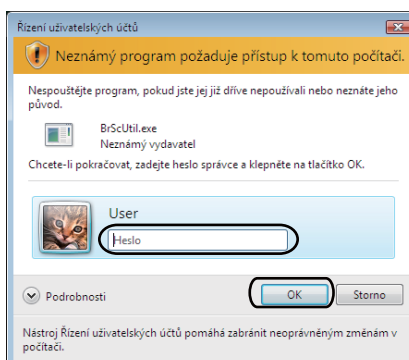 Řízení uživatelských účtů
Neznámý program požaduje přístup k tomuto počítači.
Nespouštějte program, pokud jste jej již dříve nepoužívali nebo neznáte jeho
původ.
BrScUtil.exe
Neznámý vydavatel
Chcete-li pokračovat, zadejte heslo správce a klepněte na tlačítko OK.
User
Heslo
Podrobnosti
OK
Storno
Nástroj Řízení uživatelských účtů pomáhá zabránit neoprávněným změnám v
počítači.